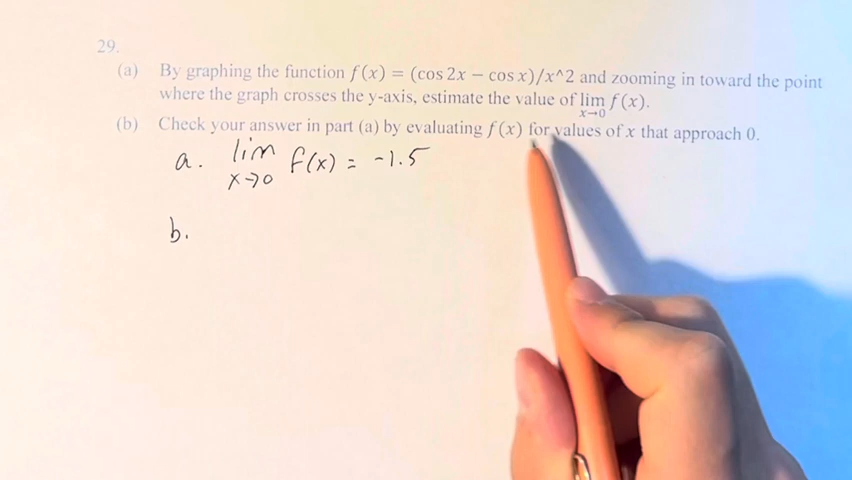 29.
(a) By graphing the function f(x) = (cos 2x − cos x)/x^2 and zooming in toward the point
where the graph crosses the y-axis, estimate the value of lim x→0 f(x).
(b) Check your answer in part (a) by evaluating f(x) for values of x that approach 0.
a. lim x→0 f(x) = -1.5
b.